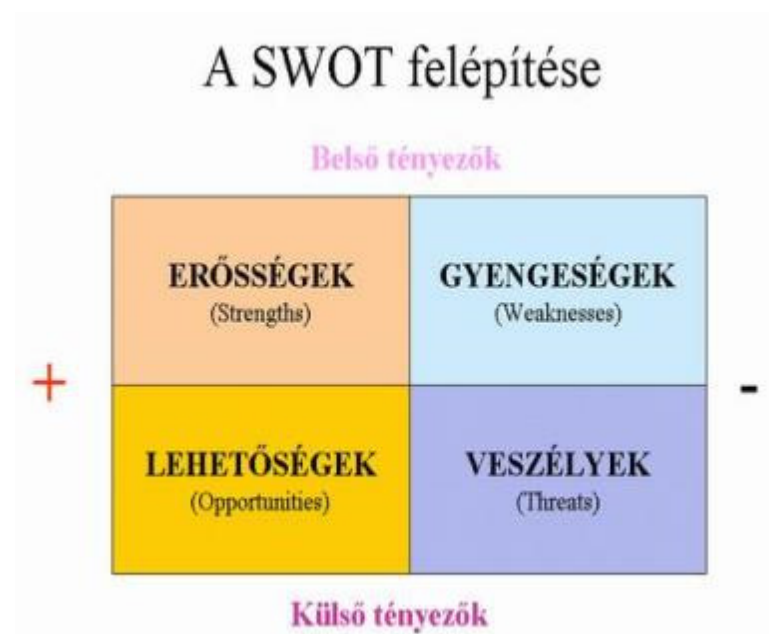 A SWOT felépítése
Belső tényezők
ERŐSSÉGEK
(Strengths)
GYENGESÉGEK
(Weaknesses)
+
-
LEHETŐSÉGEK
(Opportunities)
VESZÉLYEK
(Threats)
Külső tényezők